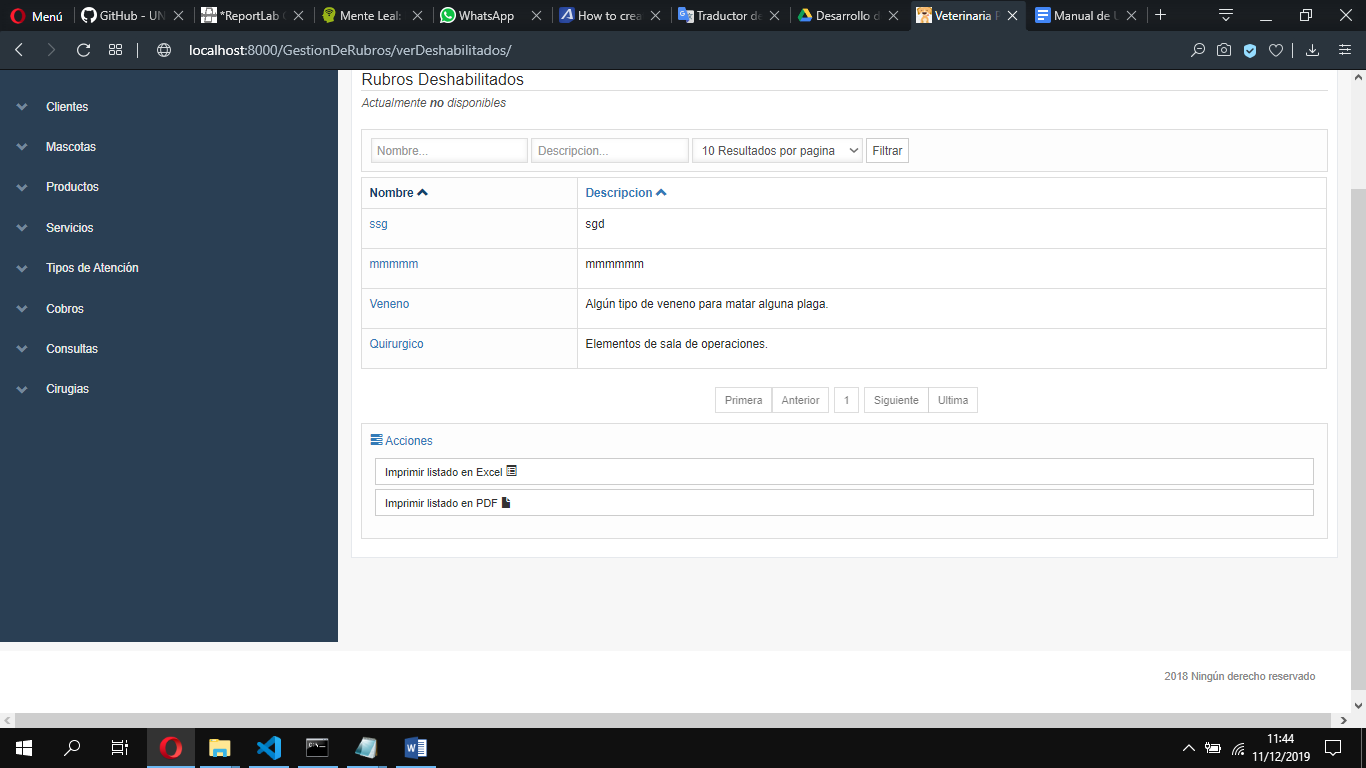 Menú GitHub - UN *ReportLab Mente Leal WhatsApp How to crea Traductor de Desarrollo d Veterinaria P Manual de U
localhost:8000/GestionDeRubros/verDeshabilitados/
Clientes
Mascotas
Productos
Servicios
Tipos de Atención
Cobros
Consultas
Cirugias
Rubros Deshabilitados
Actualmente no disponibles
Nombre... Descripcion... 10 Resultados por pagina Filtrar
Nombre Descripcion
ssg sgd
mmmmm mmmmmm
Veneno Algún tipo de veneno para matar alguna plaga.
Quirurgico Elementos de sala de operaciones.
Primera Anterior 1 Siguiente Ultima
Acciones
Imprimir listado en Excel
Imprimir listado en PDF
2018 Ningún derecho reservado
11:44
11/12/2019